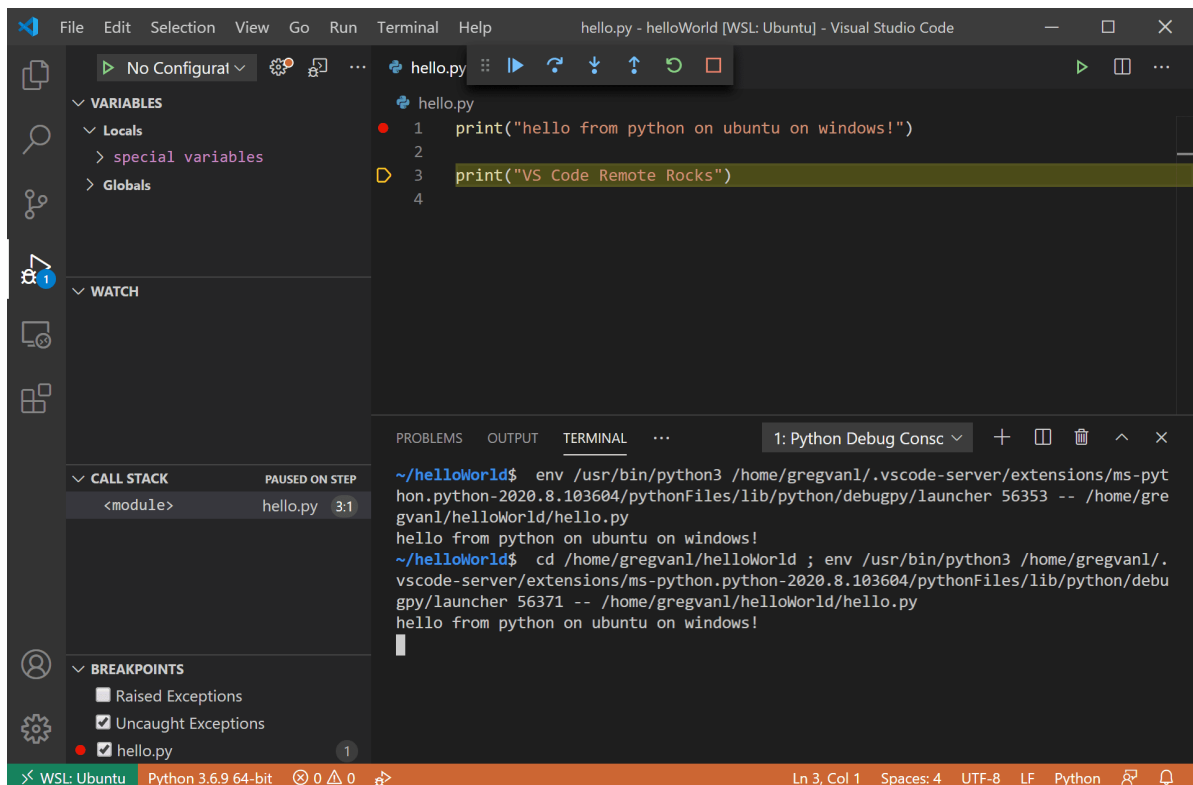 File Edit Selection View Go Run Terminal Help hello.py - helloWorld [WSL: Ubuntu] - Visual Studio Code
No Configurat
hello.py
VARIABLES
Locals
special variables
Globals
WATCH
CALL STACK PAUSED ON STEP
<module> hello.py 3:1
BREAKPOINTS
Raised Exceptions
Uncaught Exceptions
hello.py 1
1
hello.py
1 print("hello from python on ubuntu on windows!")
2
3 print("VS Code Remote Rocks")
4
PROBLEMS OUTPUT TERMINAL ··· 1: Python Debug Consc
~/helloWorld$ env /usr/bin/python3 /home/gregvanl/.vscode-server/extensions/ms-pyt
hon.python-2020.8.103604/pythonFiles/lib/python/debugpy/launcher 56353 -- /home/gre
gvanl/helloWorld/hello.py
hello from python on ubuntu on windows!
~/helloWorld$ cd /home/gregvanl/helloWorld ; env /usr/bin/python3 /home/gregvanl/.
vscode-server/extensions/ms-python.python-2020.8.103604/pythonFiles/lib/python/debu
gpy/launcher 56371 -- /home/gregvanl/helloWorld/hello.py
hello from python on ubuntu on windows!
WSL: Ubuntu Python 3.6.9 64-bit 0 0 Ln 3, Col 1 Spaces: 4 UTF-8 LF Python